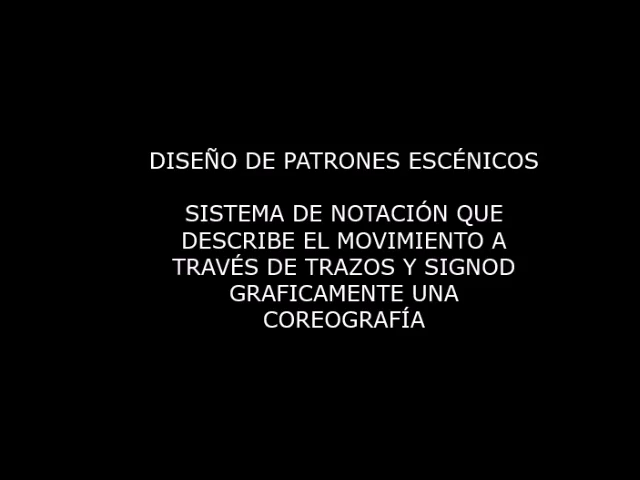 DISEÑO DE PATRONES ESCÉNICOS
SISTEMA DE NOTACIÓN QUE
DESCRIBE EL MOVIMIENTO A
TRAVÉS DE TRAZOS Y SIGNOD
GRAFICAMENTE UNA
COREOGRAFÍA